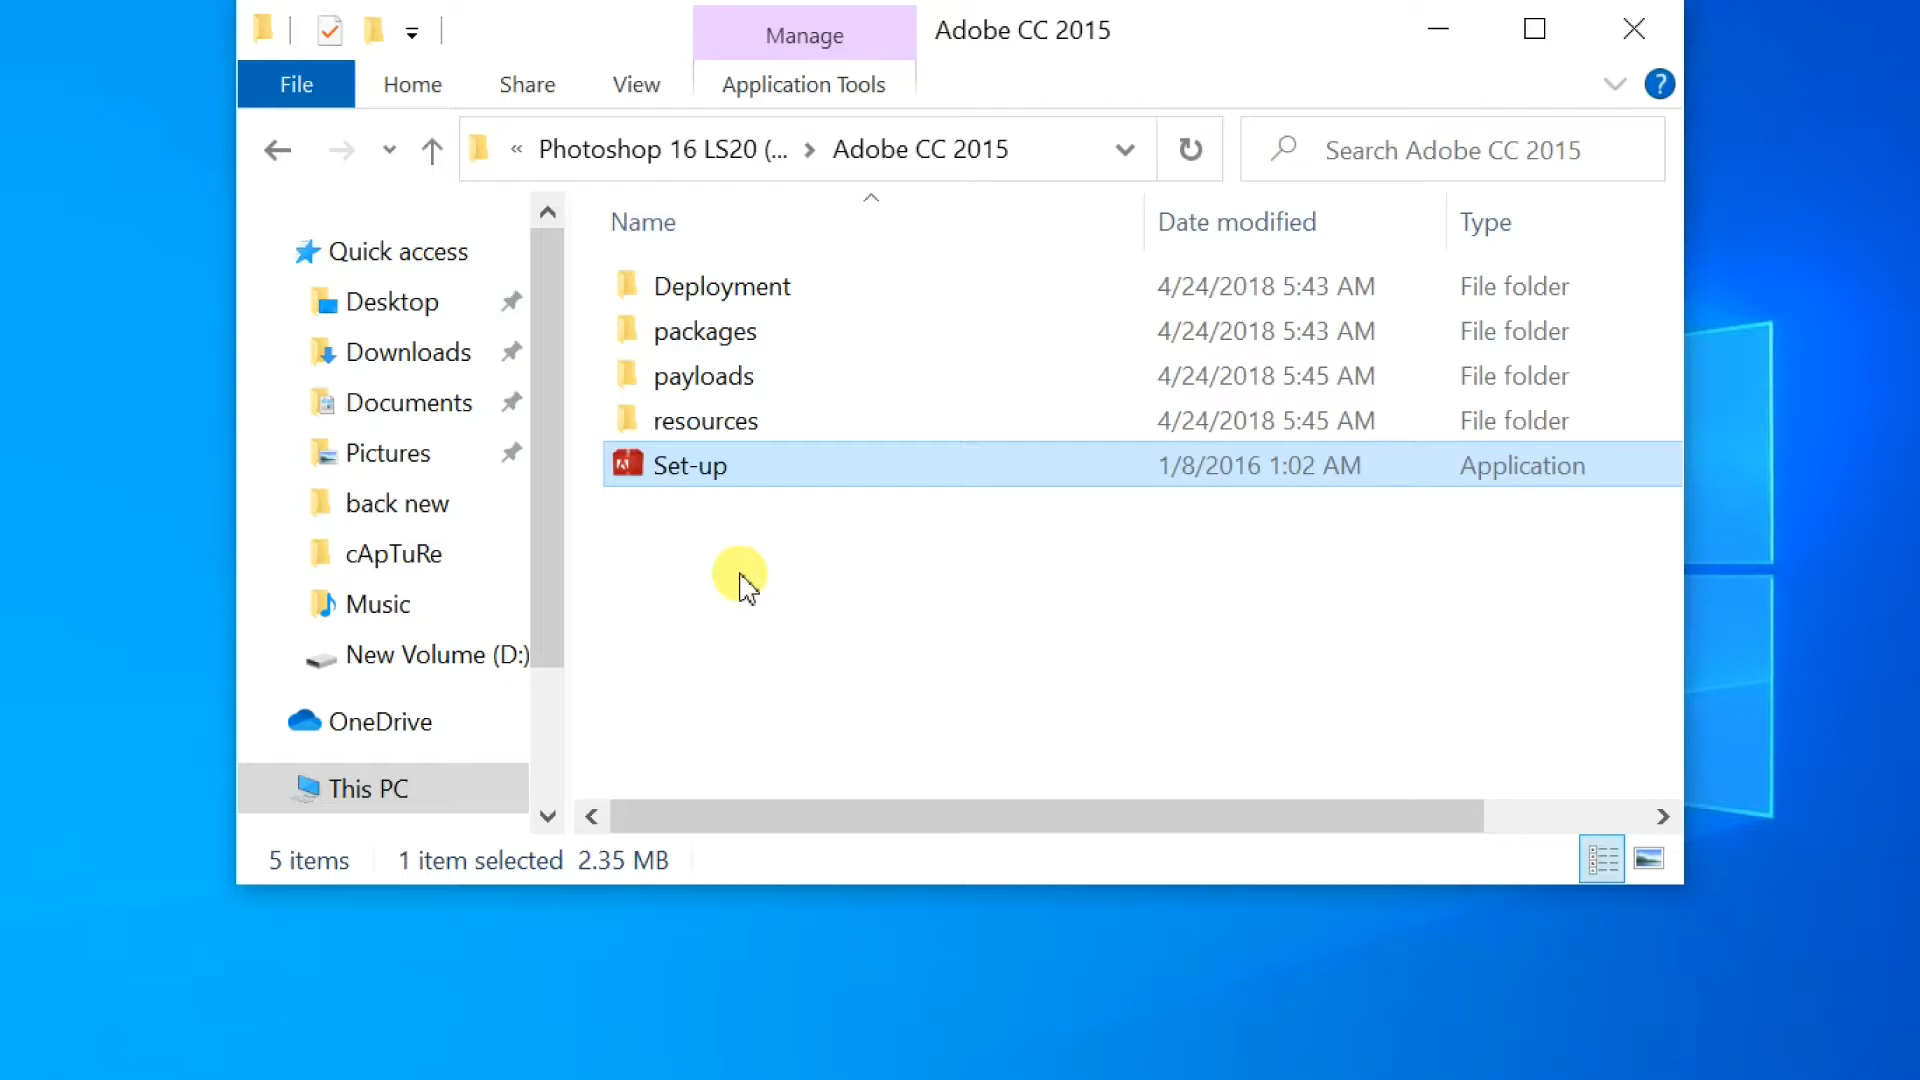 Manage
Adobe CC 2015
File
Home
Share
View
Application Tools
?
« Photoshop 16 LS20 (... > Adobe CC 2015
Search Adobe CC 2015
Name
Date modified
Type
Quick access
Desktop
Downloads
Documents
Pictures
back new
cApTuRe
Music
New Volume (D:)
OneDrive
This PC
Deployment 4/24/2018 5:43 AM File folder
packages 4/24/2018 5:43 AM File folder
payloads 4/24/2018 5:45 AM File folder
resources 4/24/2018 5:45 AM File folder
Set-up 1/8/2016 1:02 AM Application
5 items
1 item selected 2.35 MB